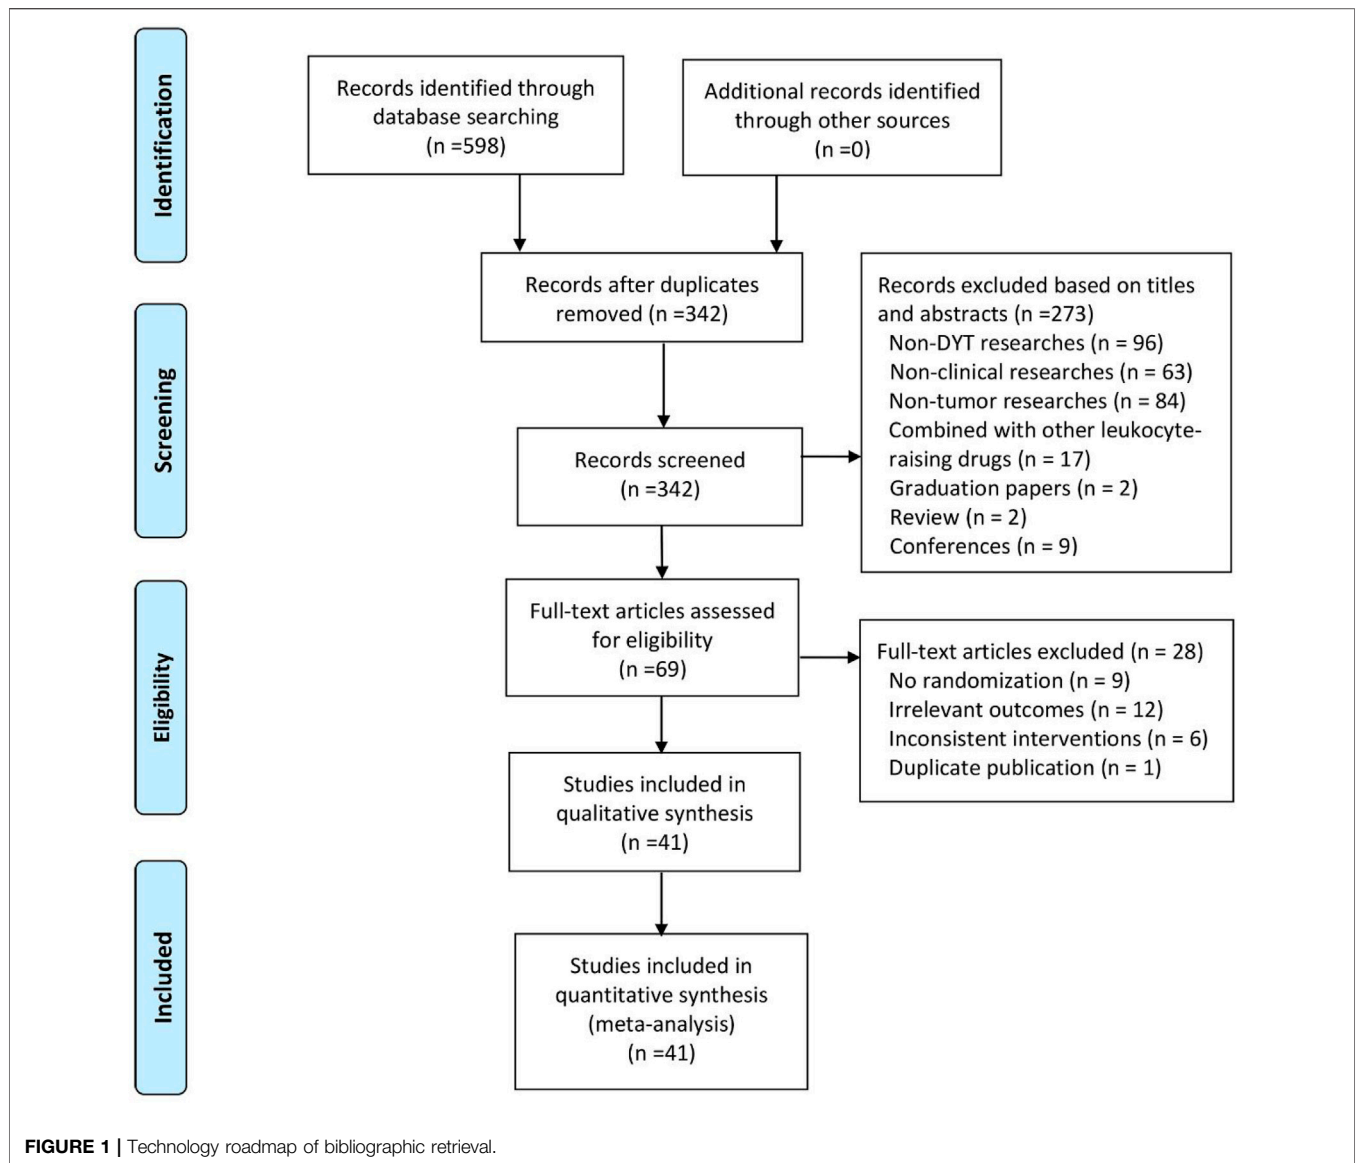 Identification
Records identified through
database searching
(n =598)
Additional records identified
through other sources
(n =0)
Records after duplicates
removed (n =342)
Screening
Records screened
(n =342)
Records excluded based on titles
and abstracts (n =273)
Non-DYT researches (n = 96)
Non-clinical researches (n = 63)
Non-tumor researches (n = 84)
Combined with other leukocyte-
raising drugs (n = 17)
Graduation papers (n = 2)
Review (n = 2)
Conferences (n = 9)
Eligibility
Full-text articles assessed
for eligibility
(n =69)
Full-text articles excluded (n = 28)
No randomization (n = 9)
Irrelevant outcomes (n = 12)
Inconsistent interventions (n = 6)
Duplicate publication (n = 1)
Studies included in
qualitative synthesis
(n =41)
Included
Studies included in
quantitative synthesis
(meta-analysis)
(n =41)
FIGURE 1 | Technology roadmap of bibliographic retrieval.